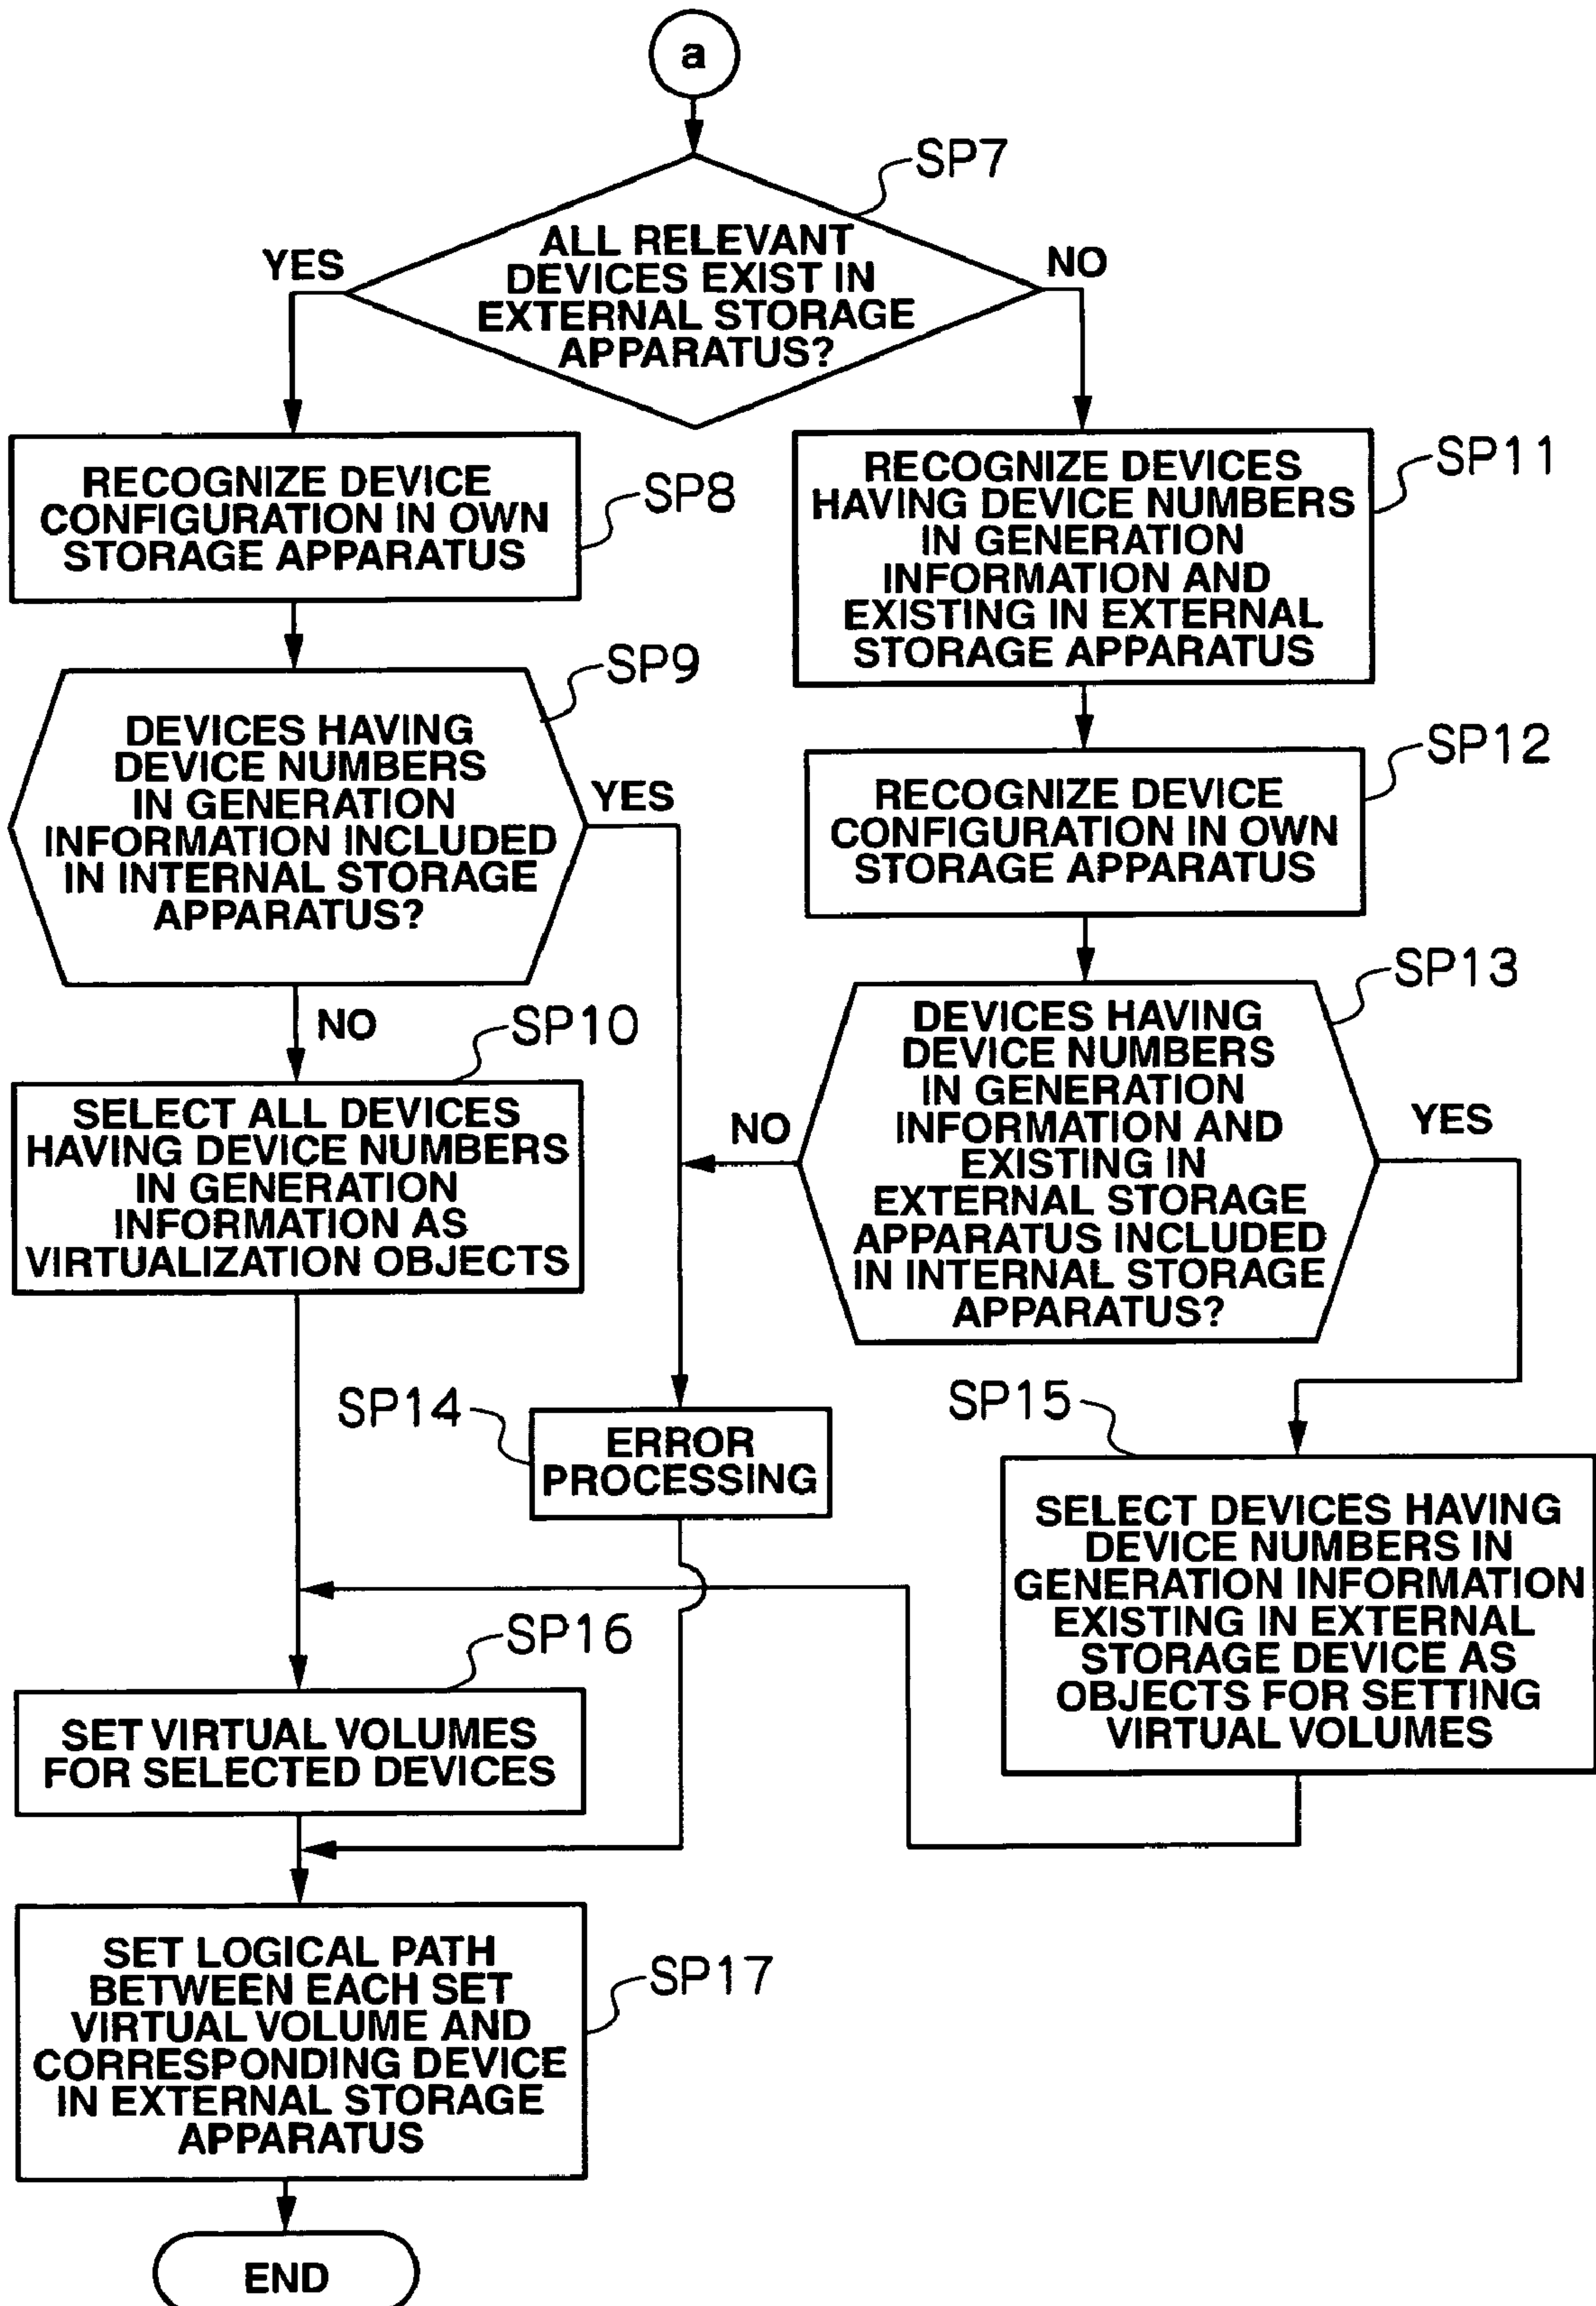 a
SP7
ALL RELEVANT
DEVICES EXIST IN
EXTERNAL STORAGE
APPARATUS?
YES
NO
RECOGNIZE DEVICE
CONFIGURATION IN OWN
STORAGE APPARATUS
SP8
RECOGNIZE DEVICES
HAVING DEVICE NUMBERS
IN GENERATION
INFORMATION AND
EXISTING IN EXTERNAL
STORAGE APPARATUS
SP11
SP9
DEVICES HAVING
DEVICE NUMBERS
IN GENERATION
INFORMATION INCLUDED
IN INTERNAL STORAGE
APPARATUS?
YES
NO
SP12
RECOGNIZE DEVICE
CONFIGURATION IN OWN
STORAGE APPARATUS
SP13
DEVICES HAVING
DEVICE NUMBERS
IN GENERATION
INFORMATION AND
EXISTING IN
EXTERNAL STORAGE
APPARATUS INCLUDED
IN INTERNAL STORAGE
APPARATUS?
NO
YES
SP10
SELECT ALL DEVICES
HAVING DEVICE NUMBERS
IN GENERATION
INFORMATION AS
VIRTUALIZATION OBJECTS
SP14
ERROR
PROCESSING
SP15
SELECT DEVICES HAVING
DEVICE NUMBERS IN
GENERATION INFORMATION
EXISTING IN EXTERNAL
STORAGE DEVICE AS
OBJECTS FOR SETTING
VIRTUAL VOLUMES
SP16
SET VIRTUAL VOLUMES
FOR SELECTED DEVICES
SET LOGICAL PATH
BETWEEN EACH SET
VIRTUAL VOLUME AND
CORRESPONDING DEVICE
IN EXTERNAL STORAGE
APPARATUS
SP17
END